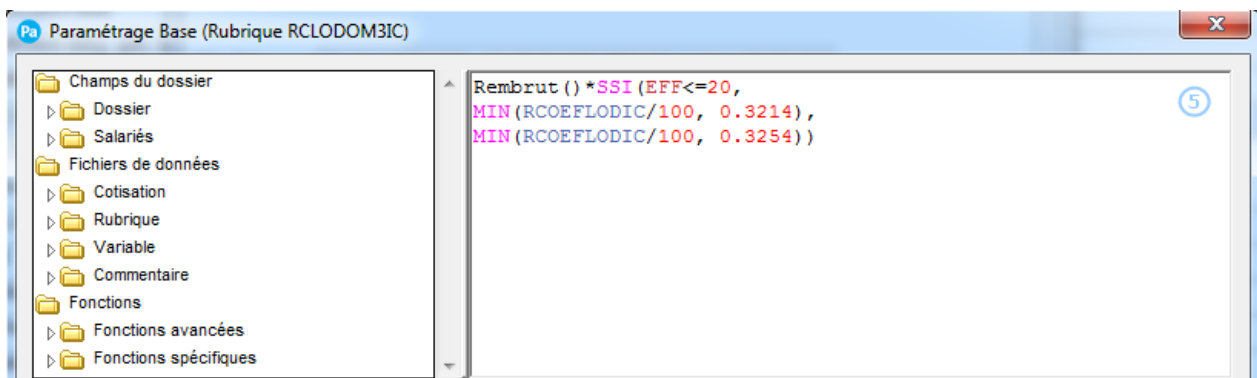 Pa Paramétrage Base (Rubrique RCLODOM3IC)
Champs du dossier
Dossier
Salariés
Fichiers de données
Cotisation
Rubrique
Variable
Commentaire
Fonctions
Fonctions avancées
Fonctions spécifiques
Rembrut()*SSI(EFF<=20,
MIN(RCOEFLODIC/100, 0.3214),
MIN(RCOEFLODIC/100, 0.3254))
5